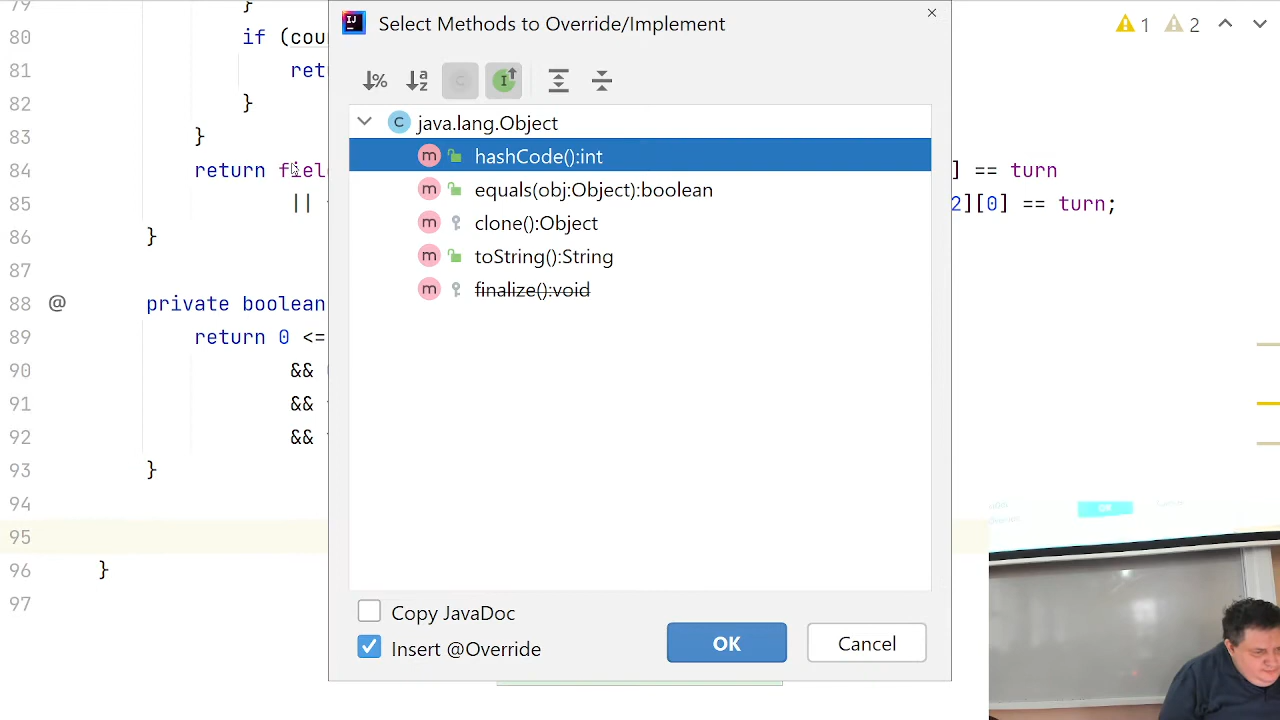 79 }
Select Methods to Override/Implement
1 2
80 if (cou
81 ret
82 }
83 }
84 return fiel ] == turn
85 || 2][0] == turn;
86 }
87
88 @ private boolean
89 return 0 <=
90 &&
91 &&
92 &&
93 }
94
95
96 }
97
java.lang.Object
hashCode():int
equals(obj:Object):boolean
clone():Object
toString():String
finalize():void
Copy JavaDoc
Insert @Override
OK
Cancel
OK